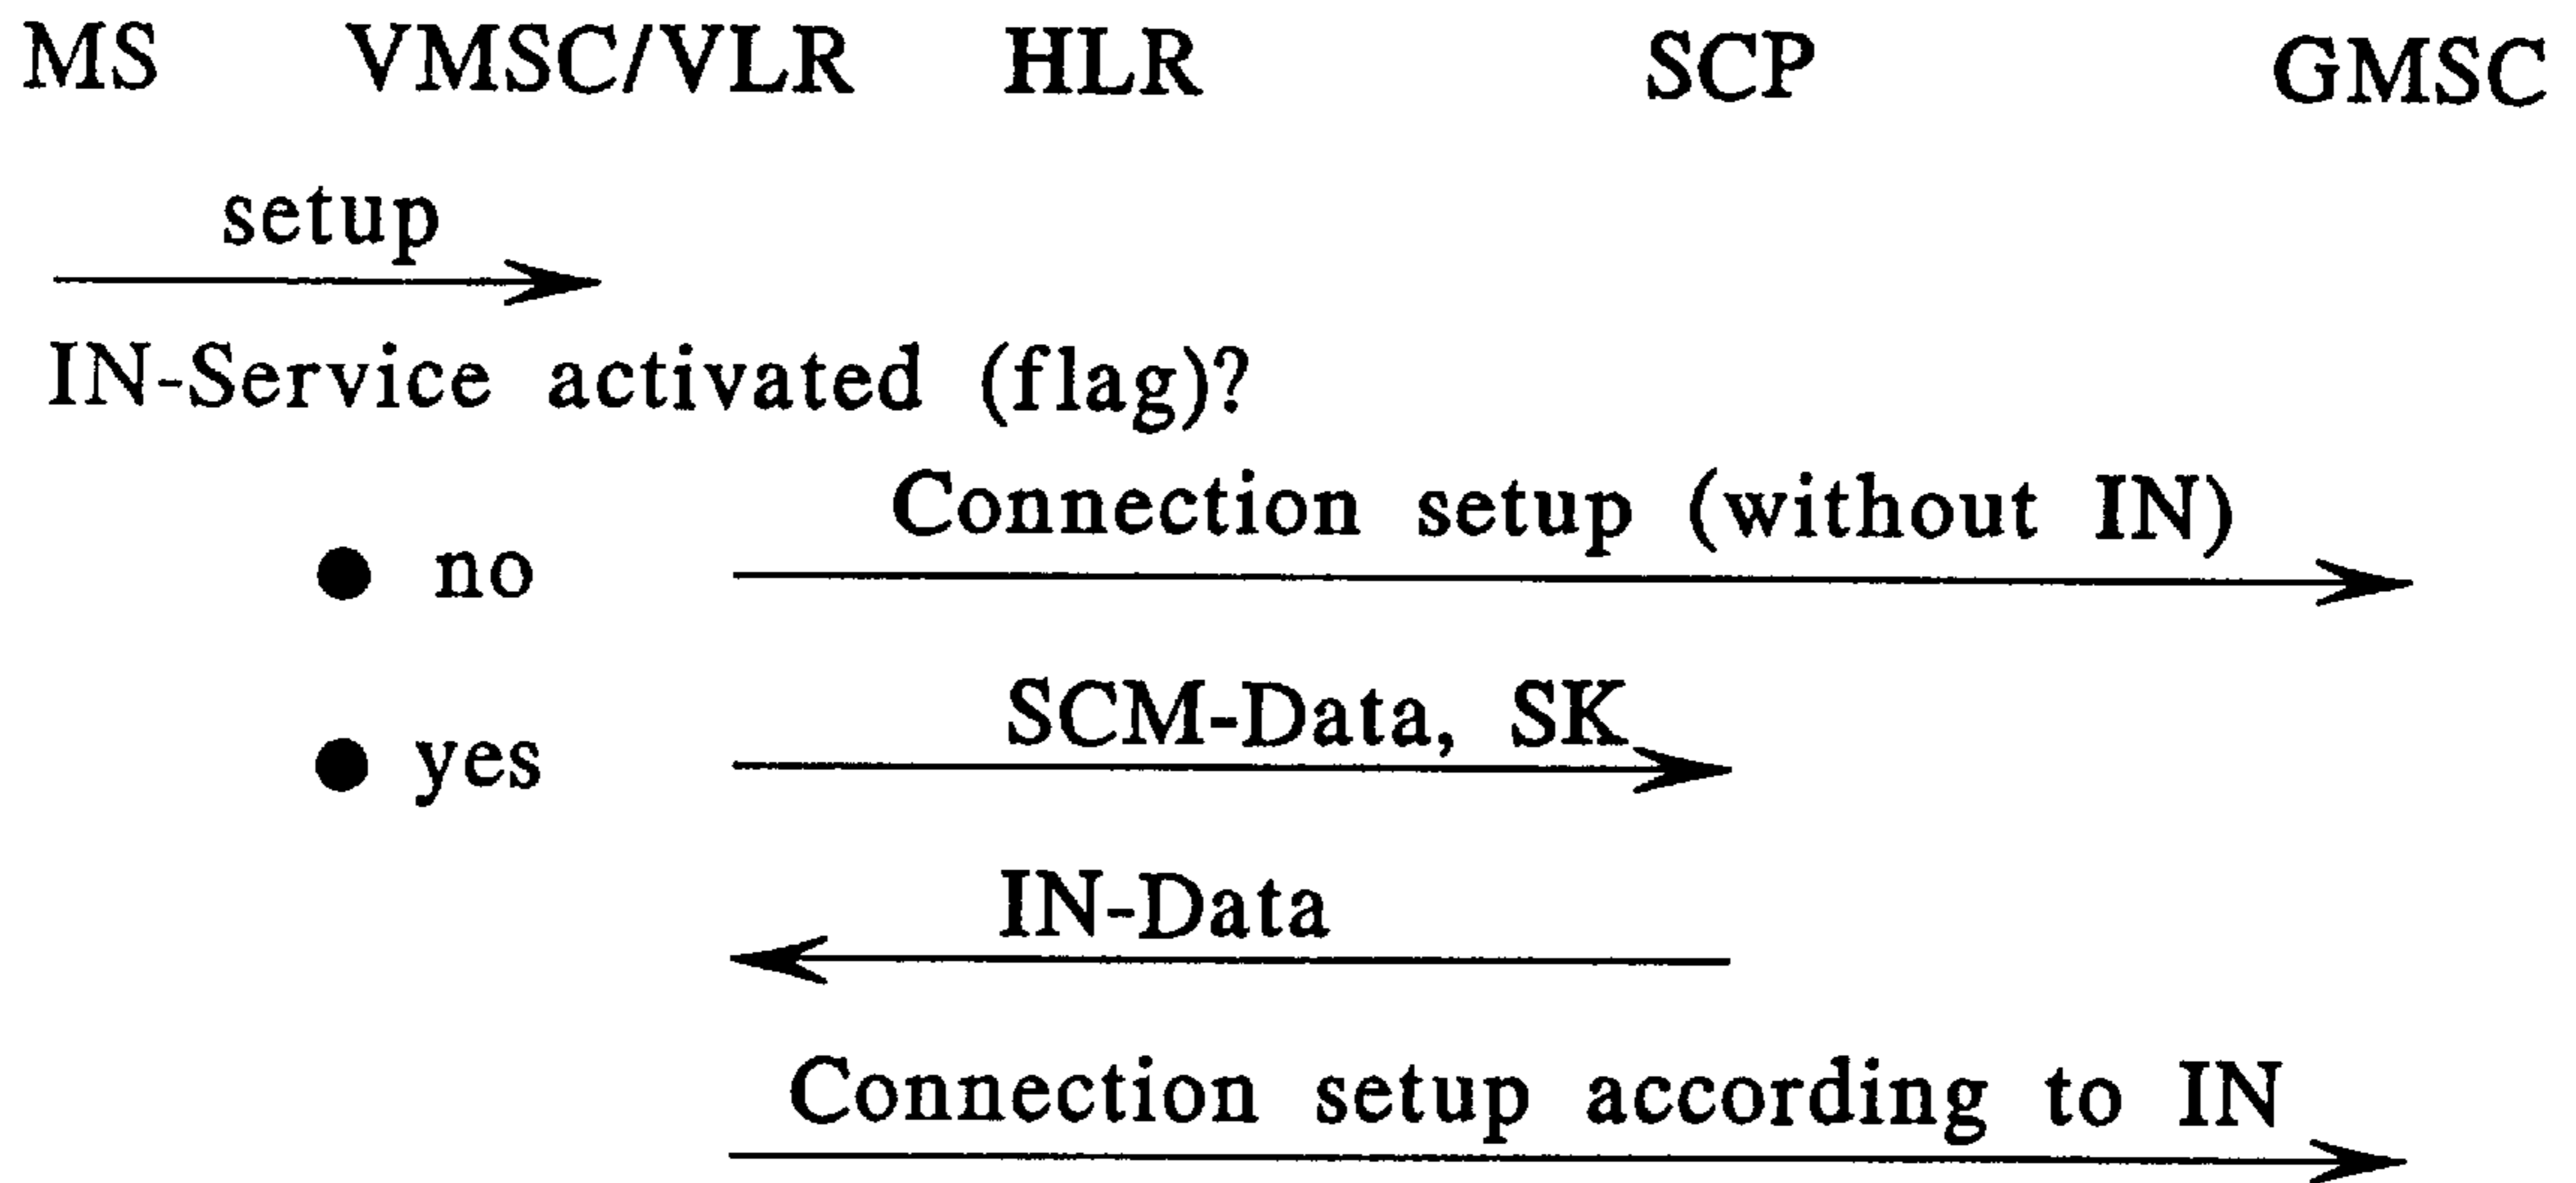 MS VMSC/VLR HLR SCP GMSC
setup
IN-Service activated (flag)?
Connection setup (without IN)
● no
SCM-Data, SK
● yes
IN-Data
Connection setup according to IN